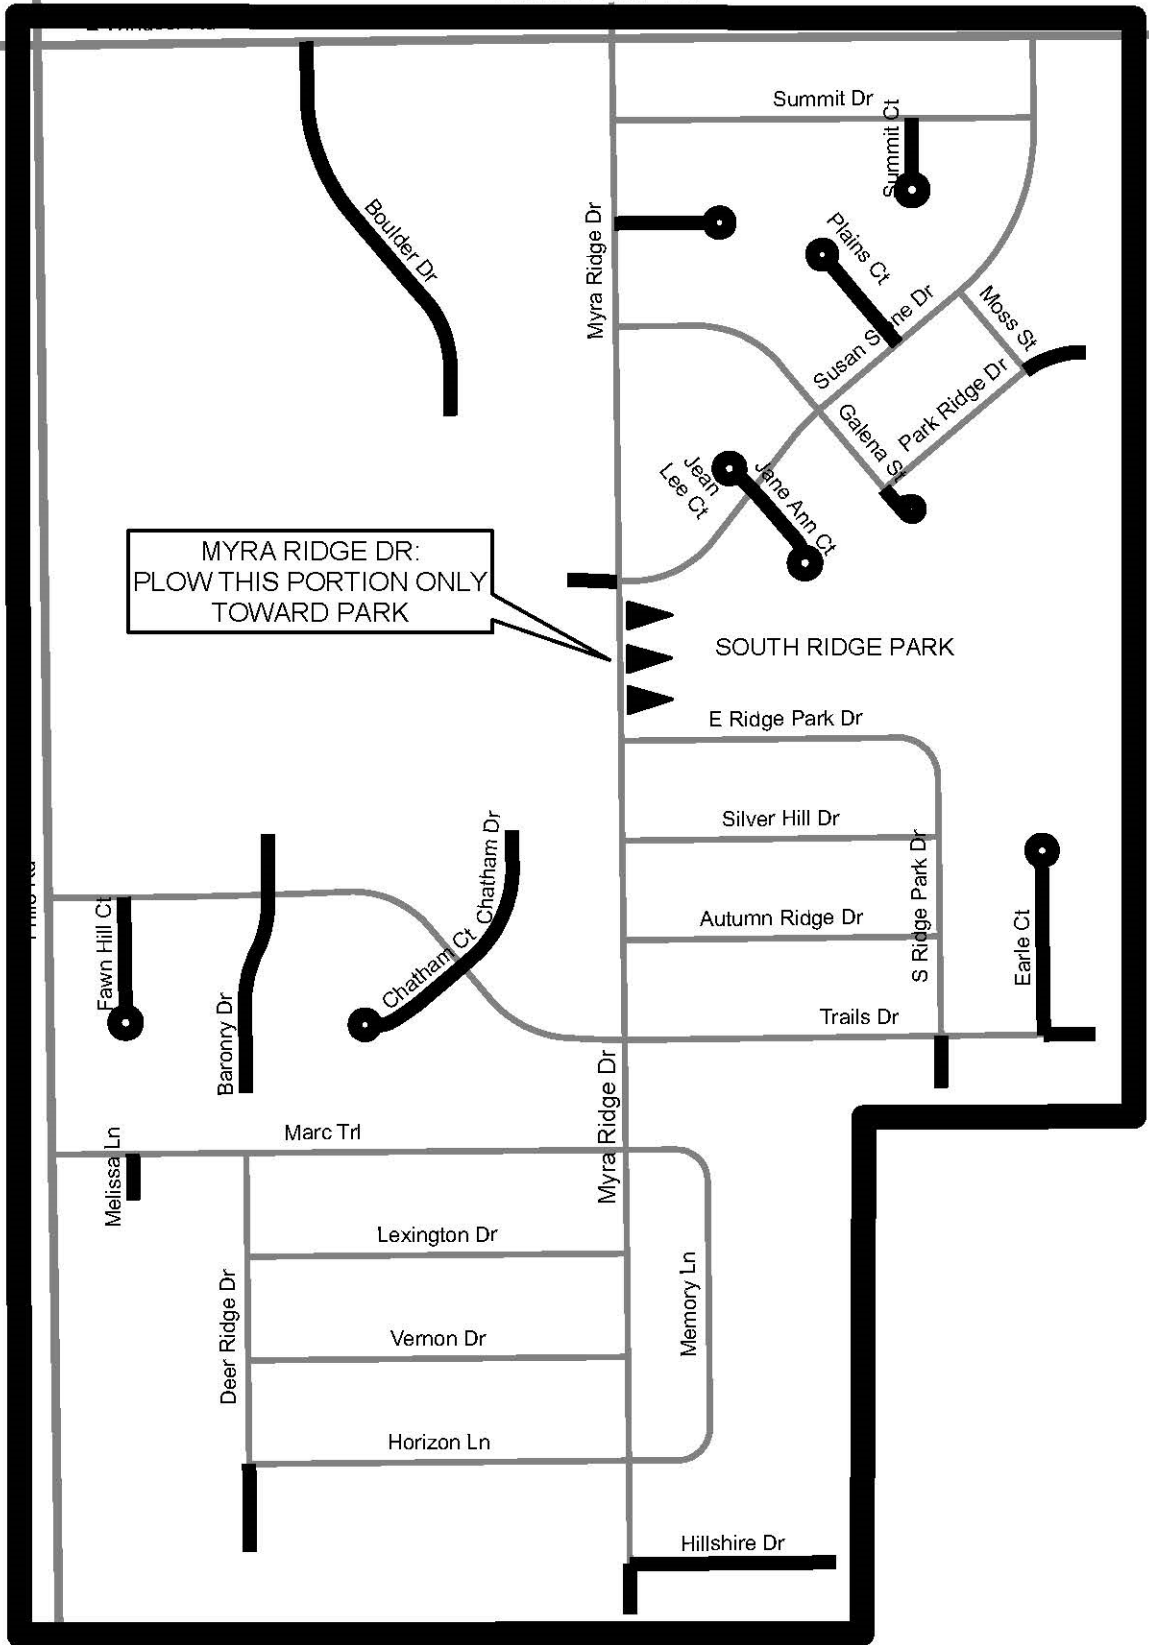 Summit Dr
Summit Ct
Boulder Dr
Myra Ridge Dr
Plains Ct
Moss St
Park Ridge Dr
Galena St
Jean
Lee Ct
Jane Ann Ct
MYRA RIDGE DR:
PLOW THIS PORTION ONLY
TOWARD PARK
SOUTH RIDGE PARK
E Ridge Park Dr
Silver Hill Dr
S Ridge Park Dr
Autumn Ridge Dr
Earle Ct
Trails Dr
Chatham Dr
Chatham Ct
Fawn Hill Ct
Baronry Dr
Myra Ridge Dr
Marc Trl
Melissa Ln
Lexington Dr
Deer Ridge Dr
Memory Ln
Vernon Dr
Horizon Ln
Hillshire Dr
Susan Dr